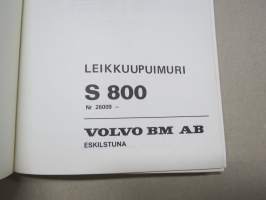 LEIKKUUPUIMURI
S 800
Nr 26009 –
VOLVO BM AB
ESKILSTUNA